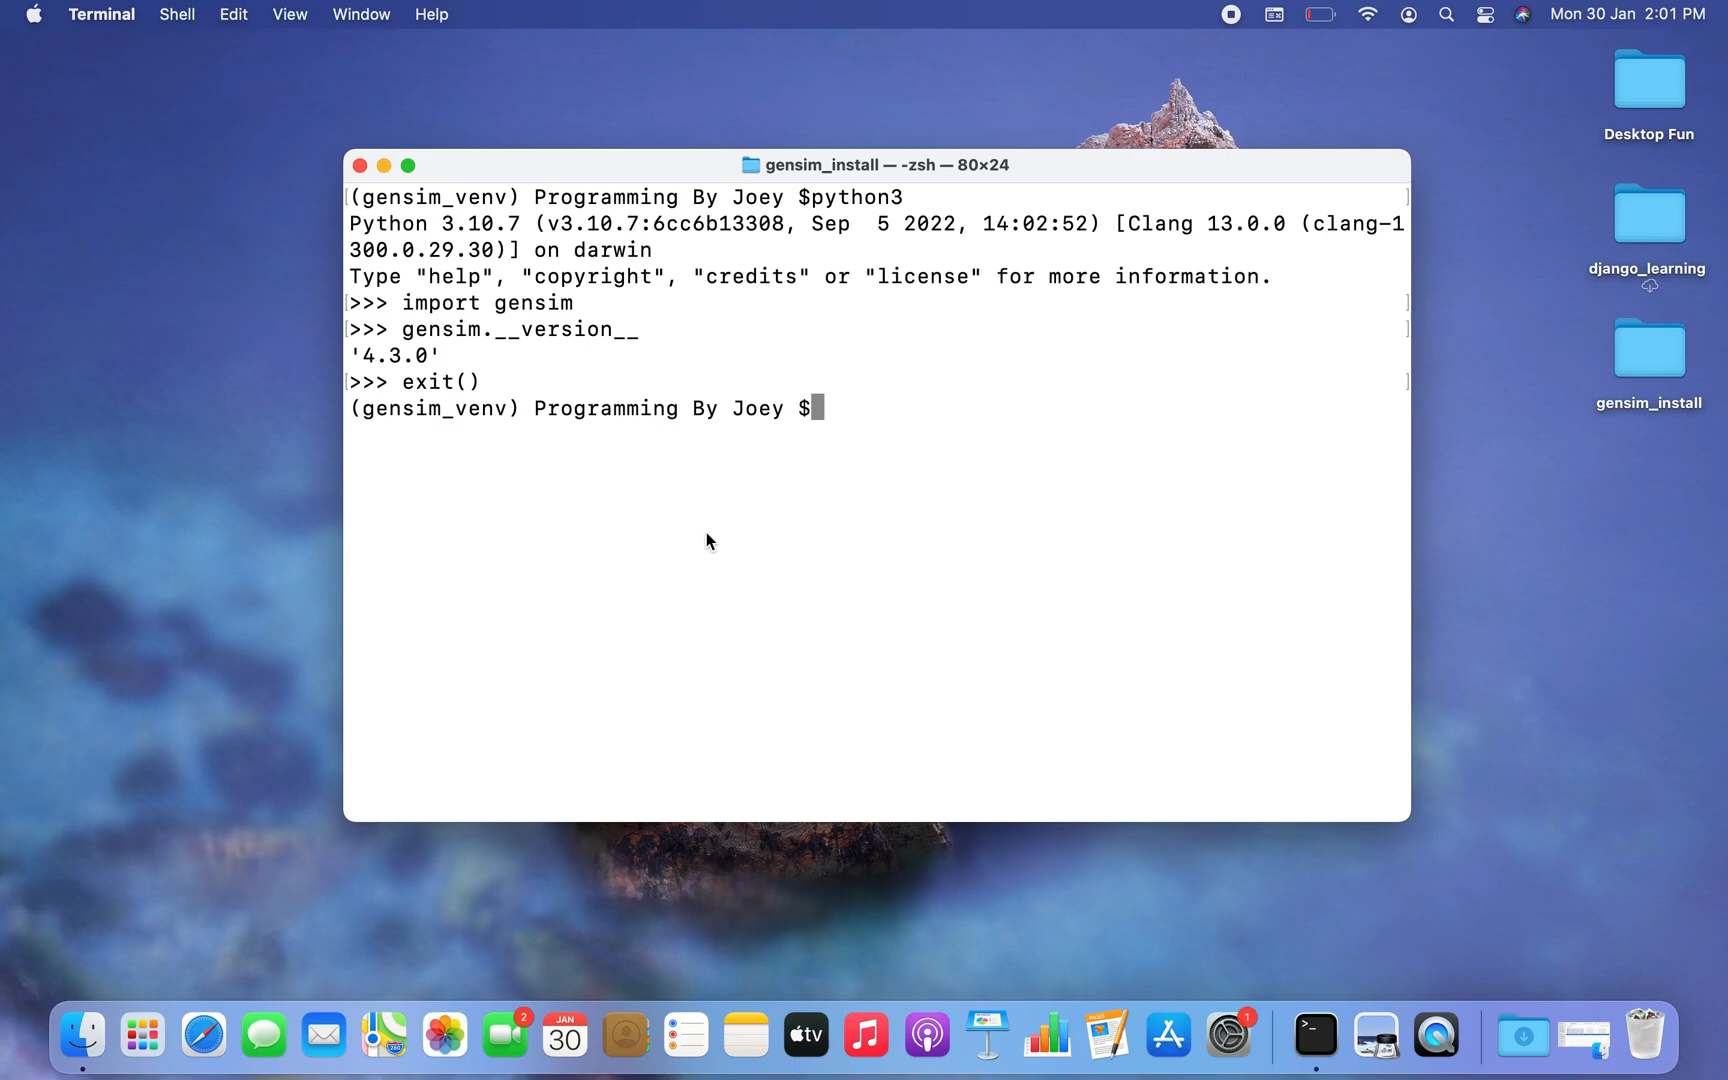 Terminal Shell Edit View Window Help Mon 30 Jan 2:01 PM
Desktop Fun
django_learning
gensim_install
gensim_install — -zsh — 80×24
(gensim_venv) Programming By Joey $python3
Python 3.10.7 (v3.10.7:6cc6b13308, Sep  5 2022, 14:02:52) [Clang 13.0.0 (clang-1
300.0.29.30)] on darwin
Type "help", "copyright", "credits" or "license" for more information.
>>> import gensim
>>> gensim.__version__
'4.3.0'
>>> exit()
(gensim_venv) Programming By Joey $
2
JAN
30
tv
1
>_